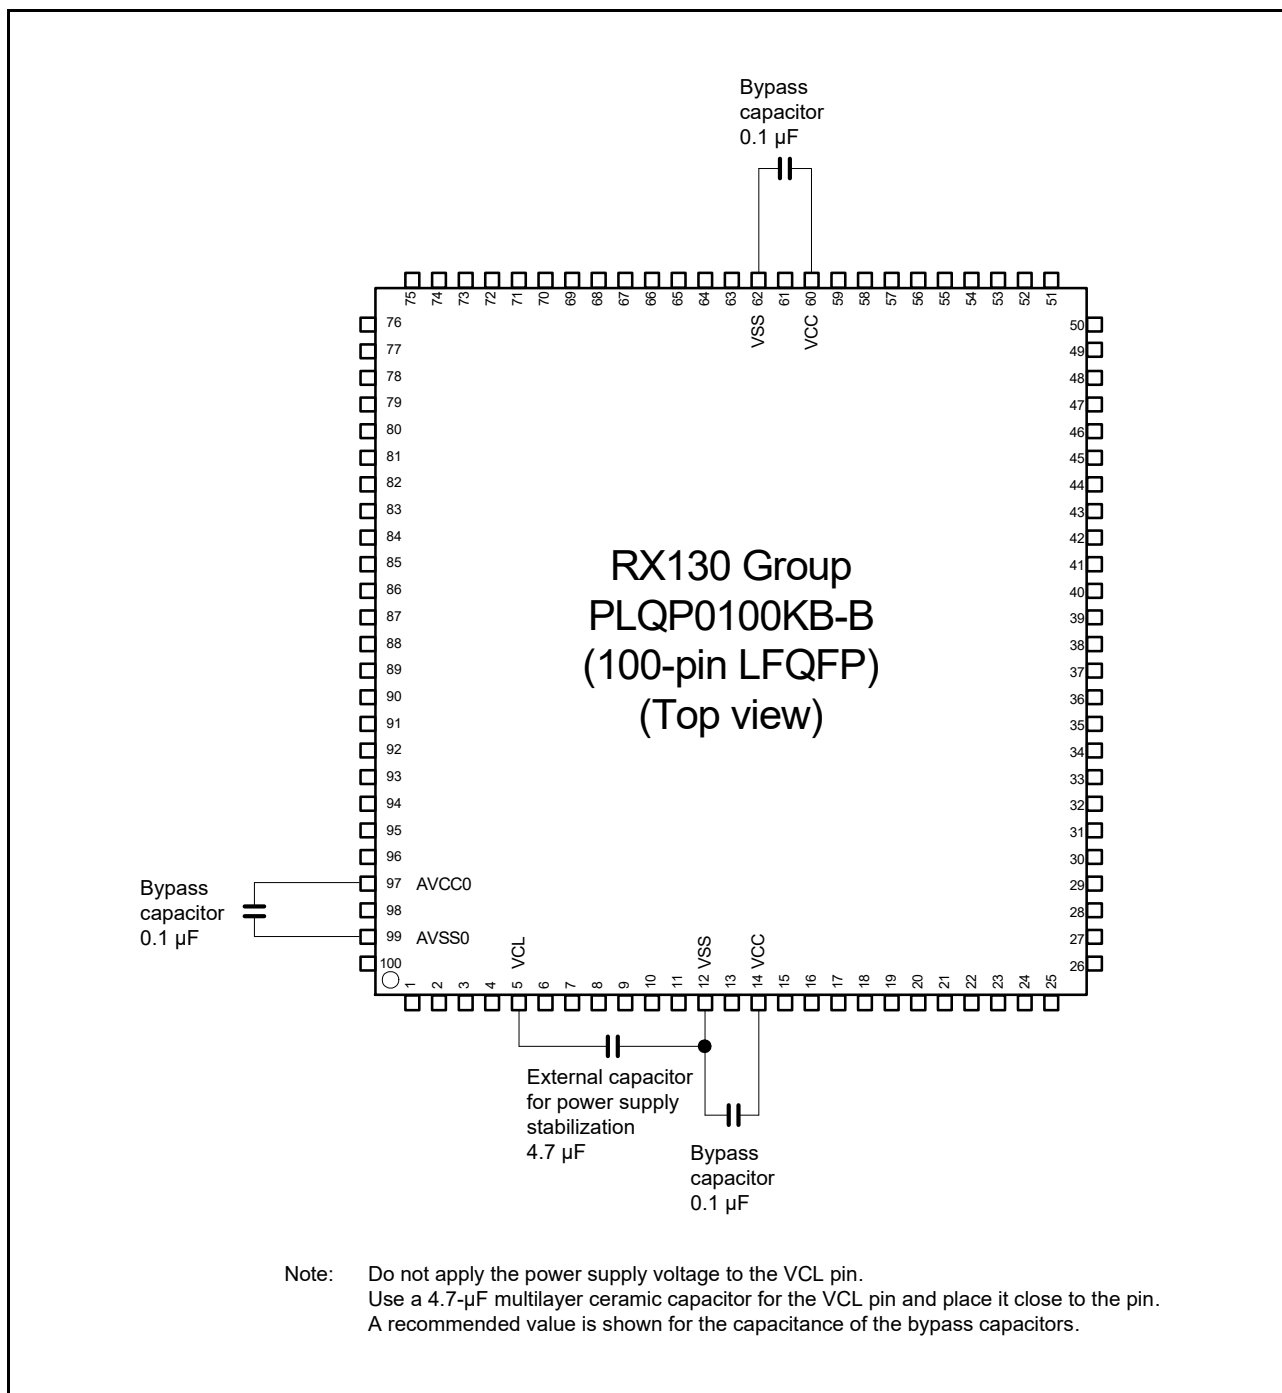 Bypass
capacitor
0.1 µF
75 74 73 72 71 70 69 68 67 66 65 64 63 62 61 60 59 58 57 56 55 54 53 52 51
VSS VCC
76
77
78
79
80
81
82
83
84
85
86
87
88
89
90
91
92
93
94
95
96
97 AVCC0
98
99 AVSS0
100
50
49
48
47
46
45
44
43
42
41
40
39
38
37
36
35
34
33
32
31
30
29
28
27
26
RX130 Group
PLQP0100KB-B
(100-pin LFQFP)
(Top view)
Bypass
capacitor
0.1 µF
VCL VSS VCC
1 2 3 4 5 6 7 8 9 10 11 12 13 14 15 16 17 18 19 20 21 22 23 24 25
External capacitor
for power supply
stabilization
4.7 µF
Bypass
capacitor
0.1 µF
Note: Do not apply the power supply voltage to the VCL pin.
Use a 4.7-µF multilayer ceramic capacitor for the VCL pin and place it close to the pin.
A recommended value is shown for the capacitance of the bypass capacitors.